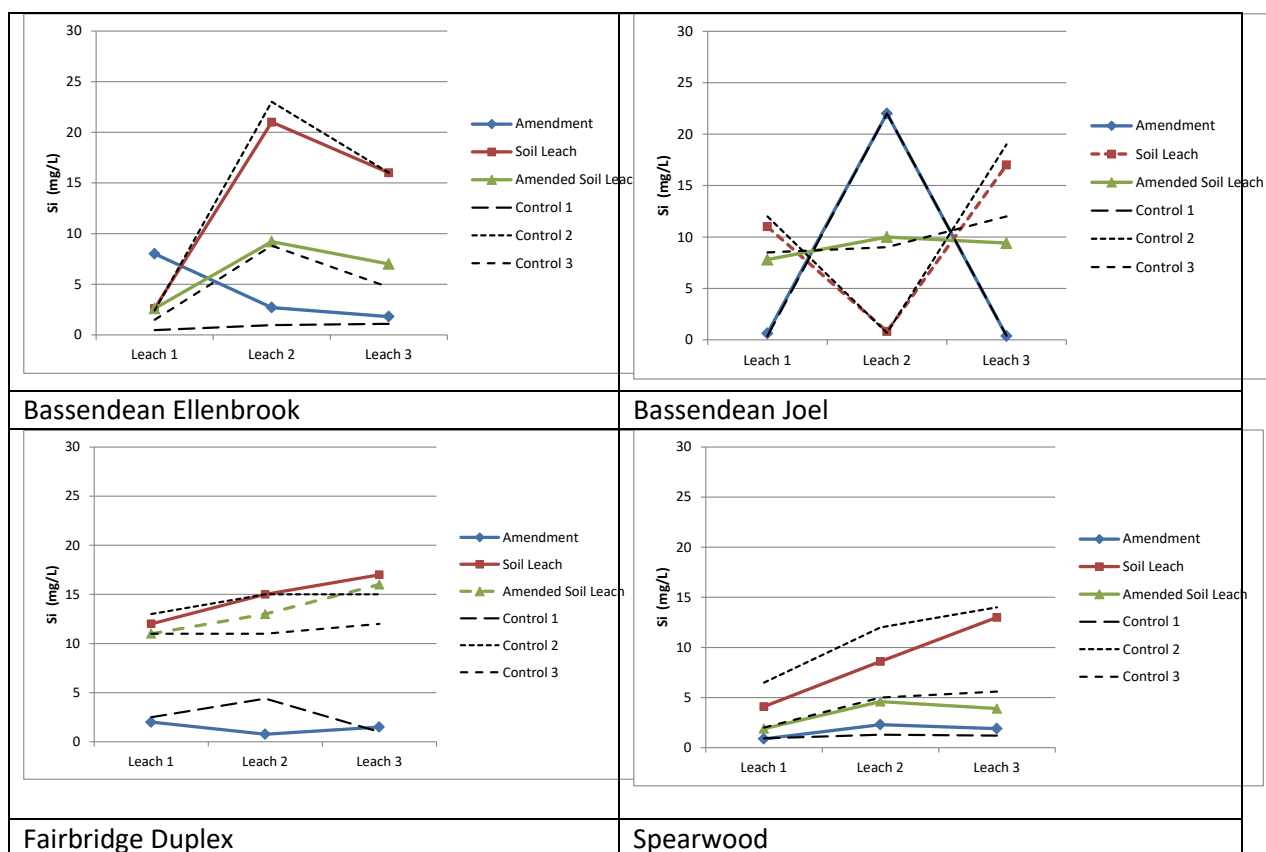 30
25
20
15
10
5
0
Si (mg/L)
Leach 1 Leach 2 Leach 3
Amendment
Soil Leach
Amended Soil Leac
Control 1
Control 2
Control 3
30
25
20
15
10
5
0
Si (mg/L)
Leach 1 Leach 2 Leach 3
Amendment
Soil Leach
Amended Soil Leach
Control 1
Control 2
Control 3
Bassendean Ellenbrook
Bassendean Joel
30
25
20
15
10
5
0
Si (mg/L)
Leach 1 Leach 2 Leach 3
Amendment
Soil Leach
Amended Soil Leach
Control 1
Control 2
Control 3
30
25
20
15
10
5
0
Si (mg/L)
Leach 1 Leach 2 Leach 3
Amendment
Soil Leach
Amended Soil Leach
Control 1
Control 2
Control 3
Fairbridge Duplex
Spearwood